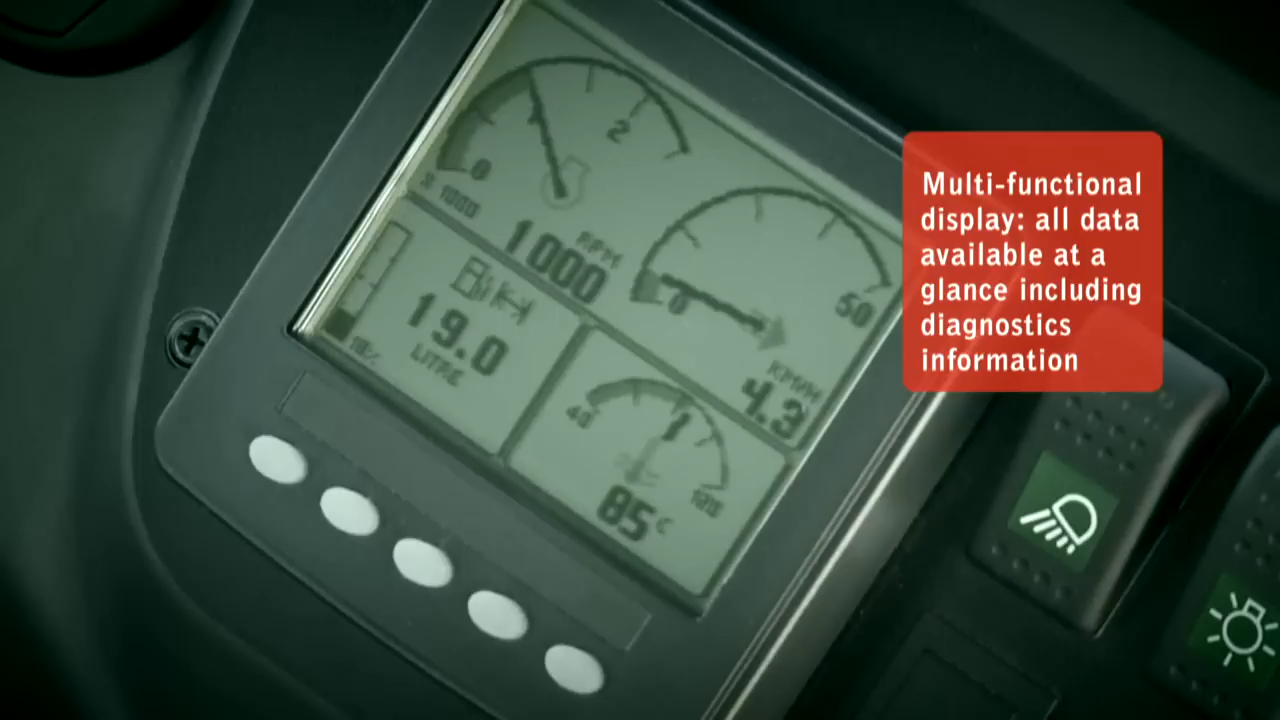 2
1
0
X 1000
RPM
1000
0
50
KM/H
4.3
19.0
LITRE
40
120
85 °C
Multi-functional
display: all data
available at a
glance including
diagnostics
information